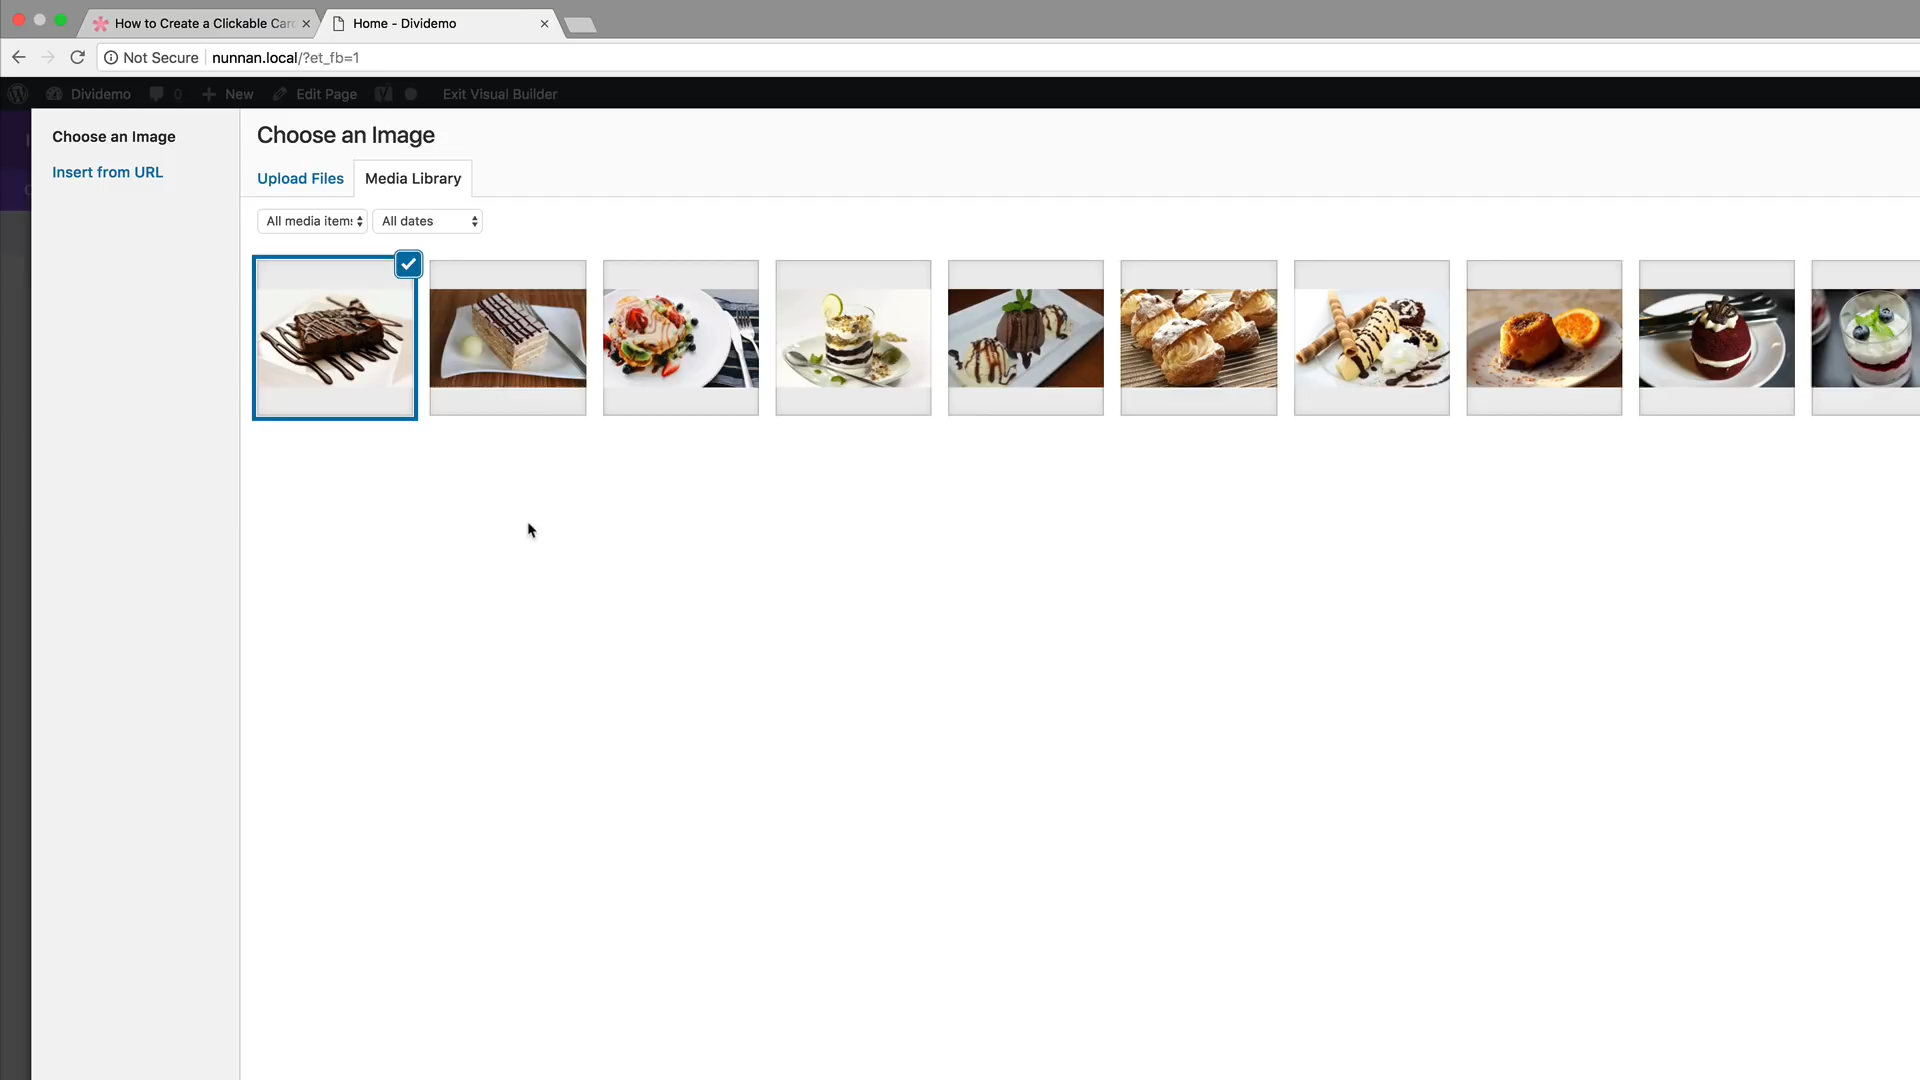 How to Create a Clickable Car
Home - Dividemo
Not Secure
nunnan.local/?et_fb=1
Dividemo
0
New
Edit Page
Exit Visual Builder
Choose an Image
Insert from URL
Choose an Image
Upload Files
Media Library
All media items
All dates